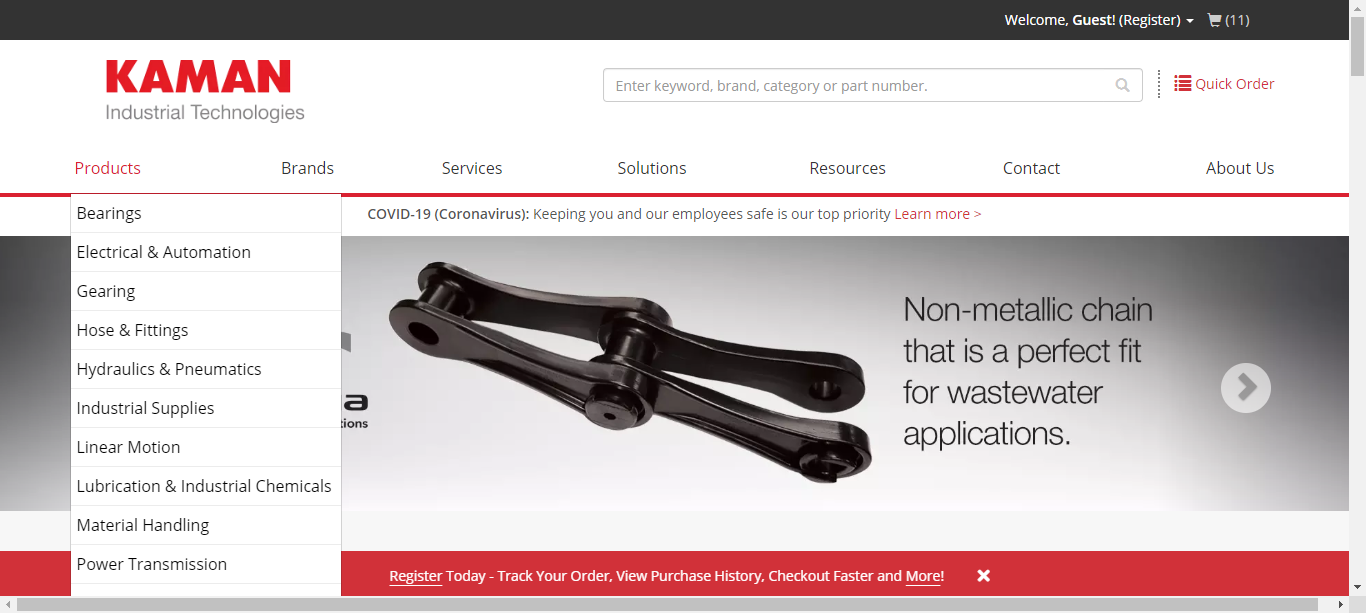 Welcome, Guest! (Register) (11)
KAMAN
Industrial Technologies
Enter keyword, brand, category or part number.
Quick Order
Products Brands Services Solutions Resources Contact About Us
COVID-19 (Coronavirus): Keeping you and our employees safe is our top priority Learn more >
Bearings
Electrical & Automation
Gearing
Hose & Fittings
Hydraulics & Pneumatics
Industrial Supplies
Linear Motion
Lubrication & Industrial Chemicals
Material Handling
Power Transmission
Non-metallic chain
that is a perfect fit
for wastewater
applications.
Register Today - Track Your Order, View Purchase History, Checkout Faster and More!